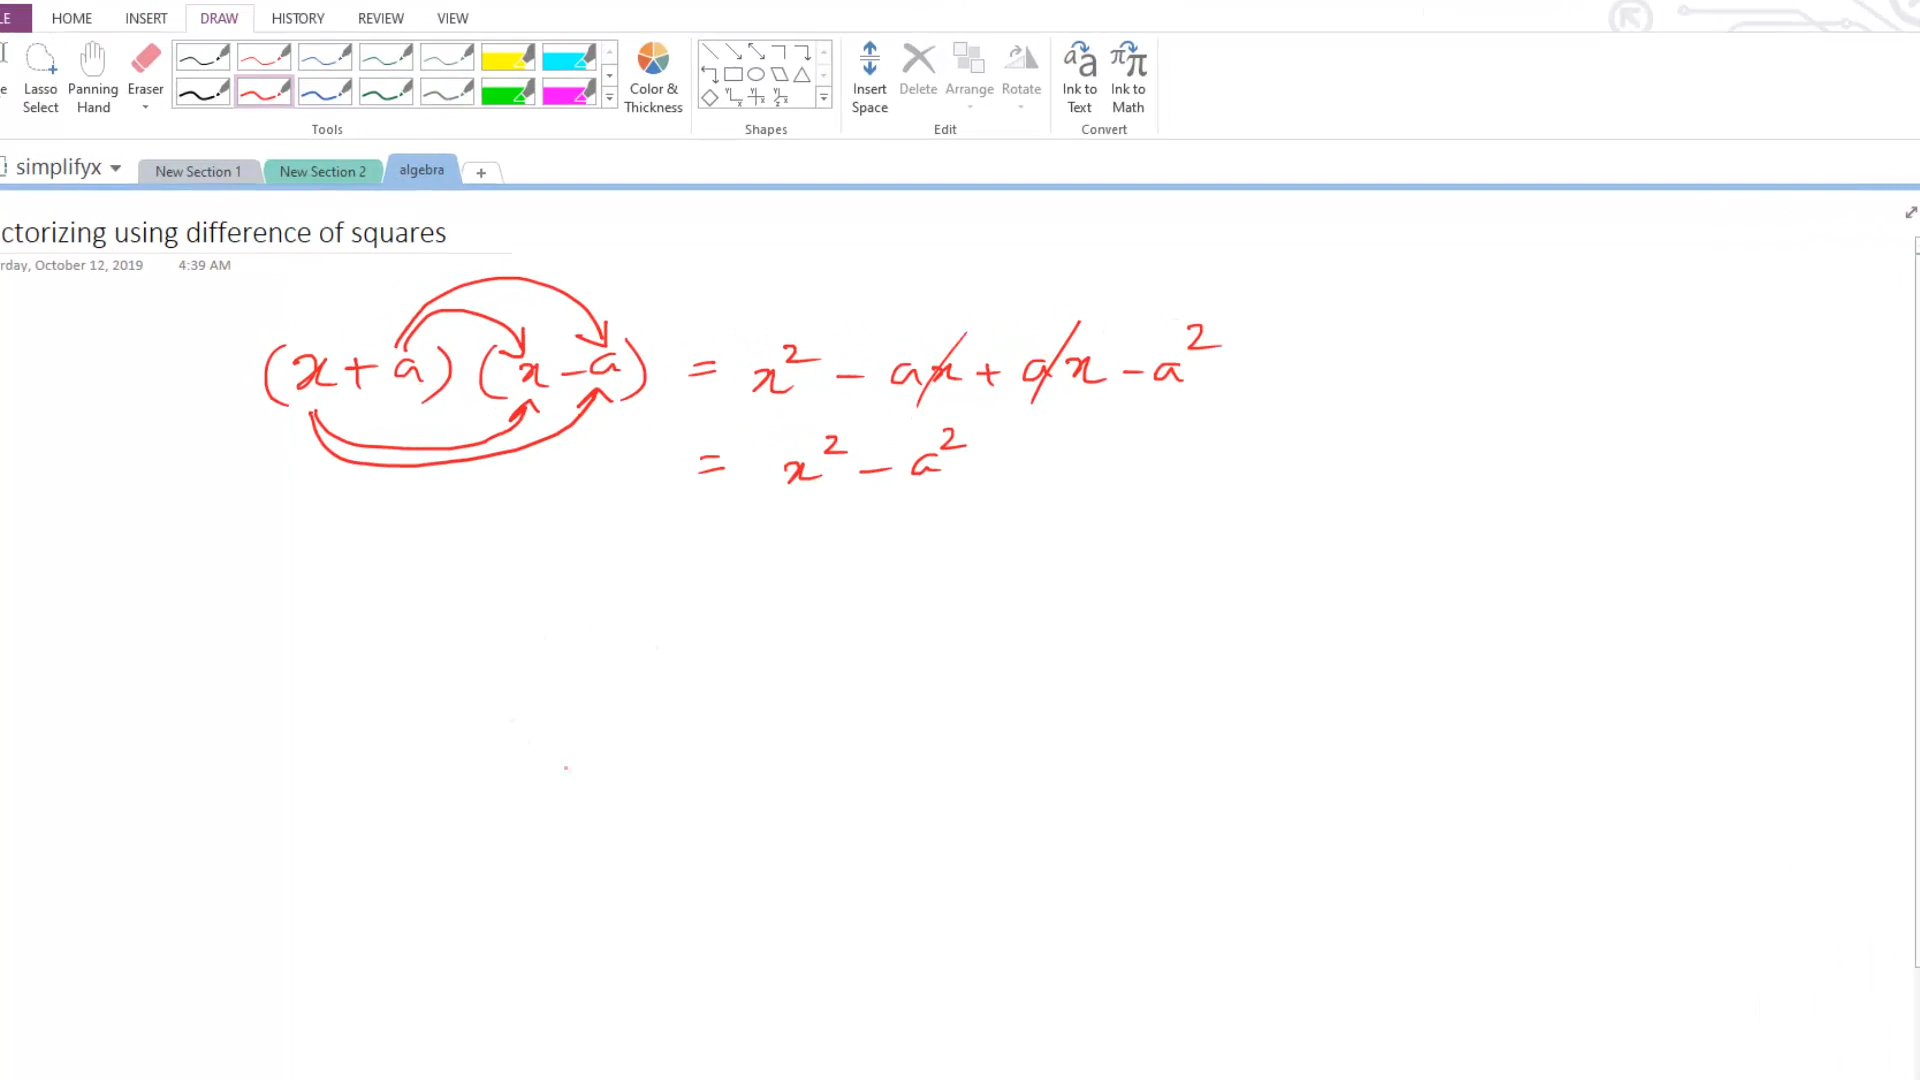 LE HOME INSERT DRAW HISTORY REVIEW VIEW
Lasso Select
Panning Hand
Eraser
Color & Thickness
Insert Space
Delete
Arrange
Rotate
Ink to Text
Ink to Math
Tools
Shapes
Edit
Convert
simplifyx New Section 1 New Section 2 algebra +
ctorizing using difference of squares
rday, October 12, 2019 4:39 AM
(x + a) (x - a) = x² - ax + ax - a²
= x² - a²